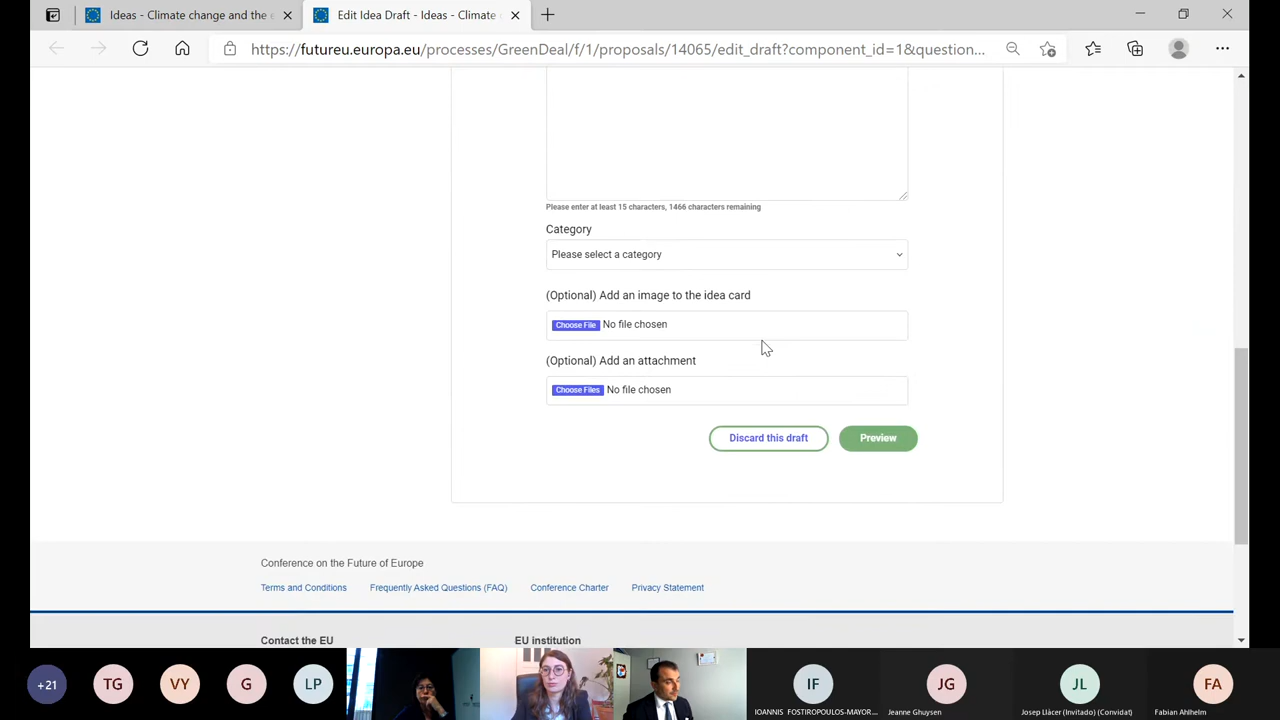 Ideas - Climate change and the e
Edit Idea Draft - Ideas - Climate c
https://futureu.europa.eu/processes/GreenDeal/f/1/proposals/14065/edit_draft?component_id=1&question...
Please enter at least 15 characters, 1466 characters remaining
Category
Please select a category
(Optional) Add an image to the idea card
Choose File No file chosen
(Optional) Add an attachment
Choose Files No file chosen
Discard this draft
Preview
Conference on the Future of Europe
Terms and Conditions Frequently Asked Questions (FAQ) Conference Charter Privacy Statement
Contact the EU EU institution
+21 TG VY G LP IF JG JL FA
IOANNIS FOSTIROPOULOS-MAYOR... Jeanne Ghuysen Josep Llàcer (Invitado) (Convidat) Fabian Ahlhelm